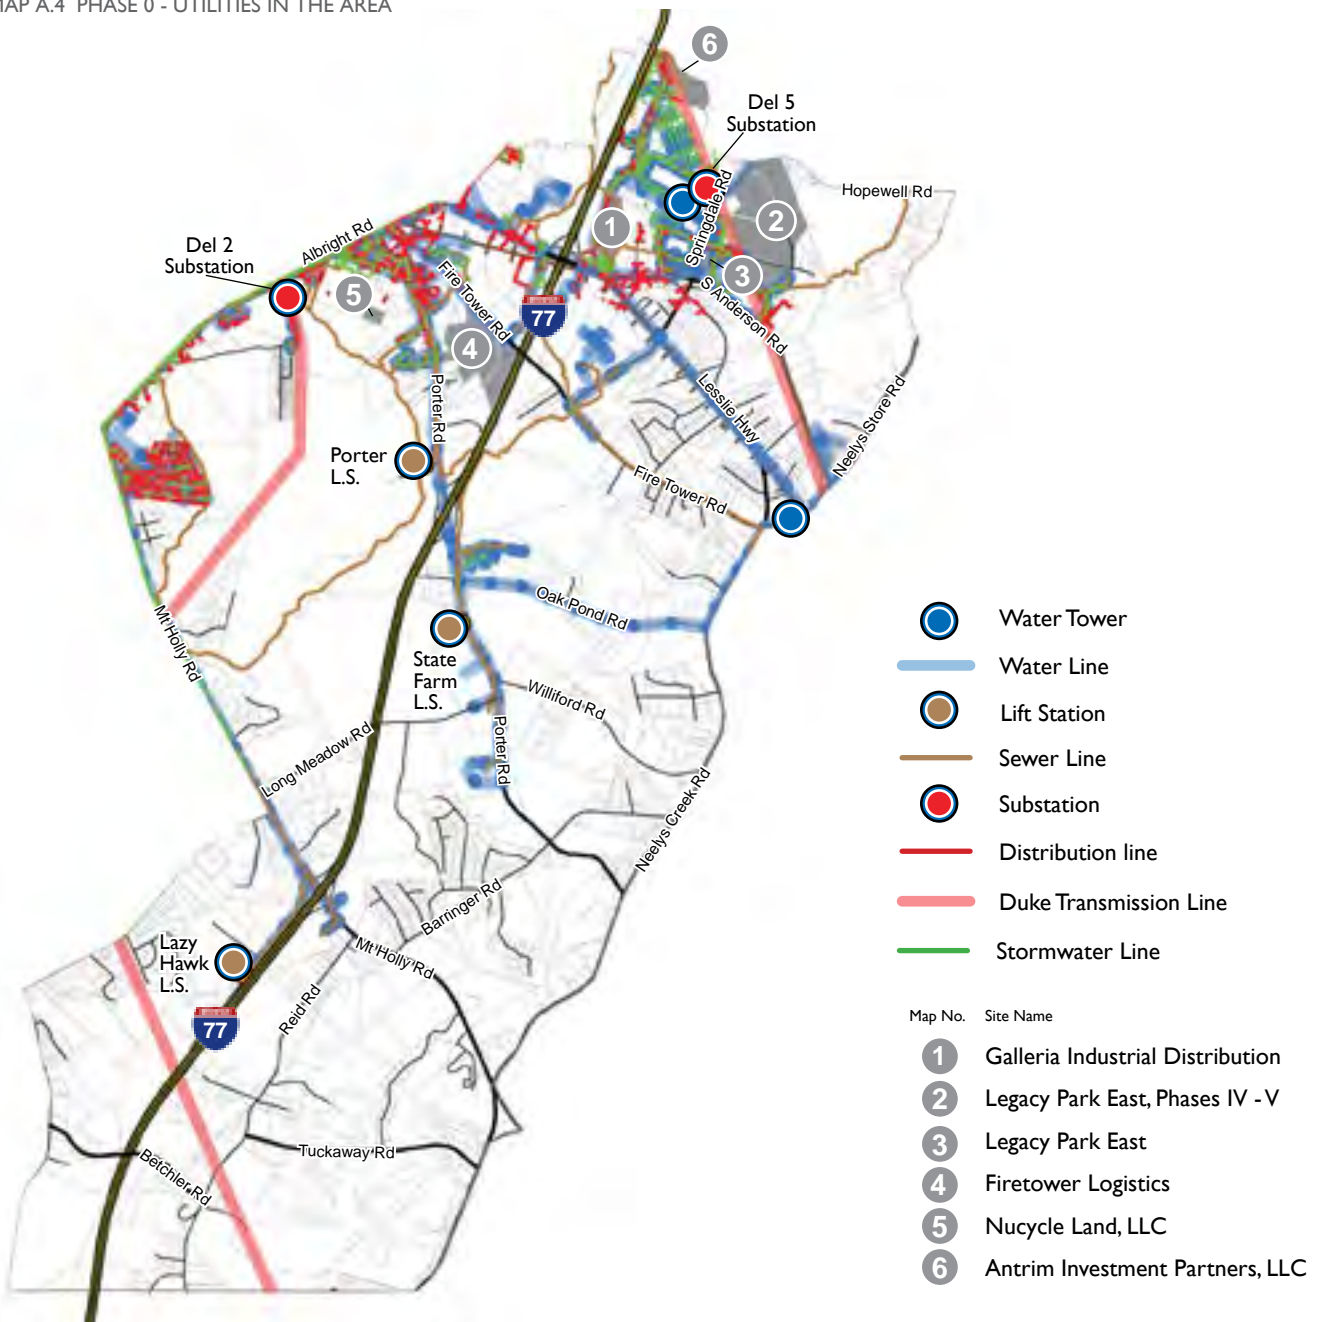 MAP A.4 PHASE 0 - UTILITIES IN THE AREA
6
Del 5
Substation
Hopewell Rd
Springdale Rd
1
2
3
Albright Rd
Del 2
Substation
5
Fire Tower Rd
77
S Anderson Rd
4
Porter Rd
Lesslie Hwy
Neelys Store Rd
Porter
L.S.
Fire Tower Rd
Oak Pond Rd
Mt Holly Rd
State
Farm
L.S.
Williford Rd
Porter Rd
Long Meadow Rd
Neelys Creek Rd
Barringer Rd
Mt Holly Rd
Lazy
Hawk
L.S.
Reid Rd
77
Tuckaway Rd
Betchler Rd
Water Tower
Water Line
Lift Station
Sewer Line
Substation
Distribution line
Duke Transmission Line
Stormwater Line
Map No. Site Name
1 Galleria Industrial Distribution
2 Legacy Park East, Phases IV - V
3 Legacy Park East
4 Firetower Logistics
5 Nucycle Land, LLC
6 Antrim Investment Partners, LLC